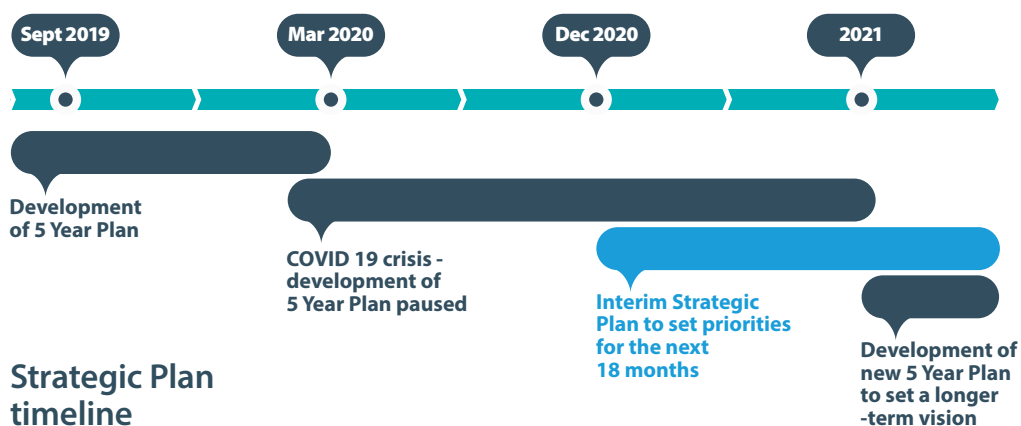 Sept 2019
Mar 2020
Dec 2020
2021
Development
of 5 Year Plan
COVID 19 crisis -
development of
5 Year Plan paused
Interim Strategic
Plan to set priorities
for the next
18 months
Development of
new 5 Year Plan
to set a longer
-term vision
Strategic Plan
timeline